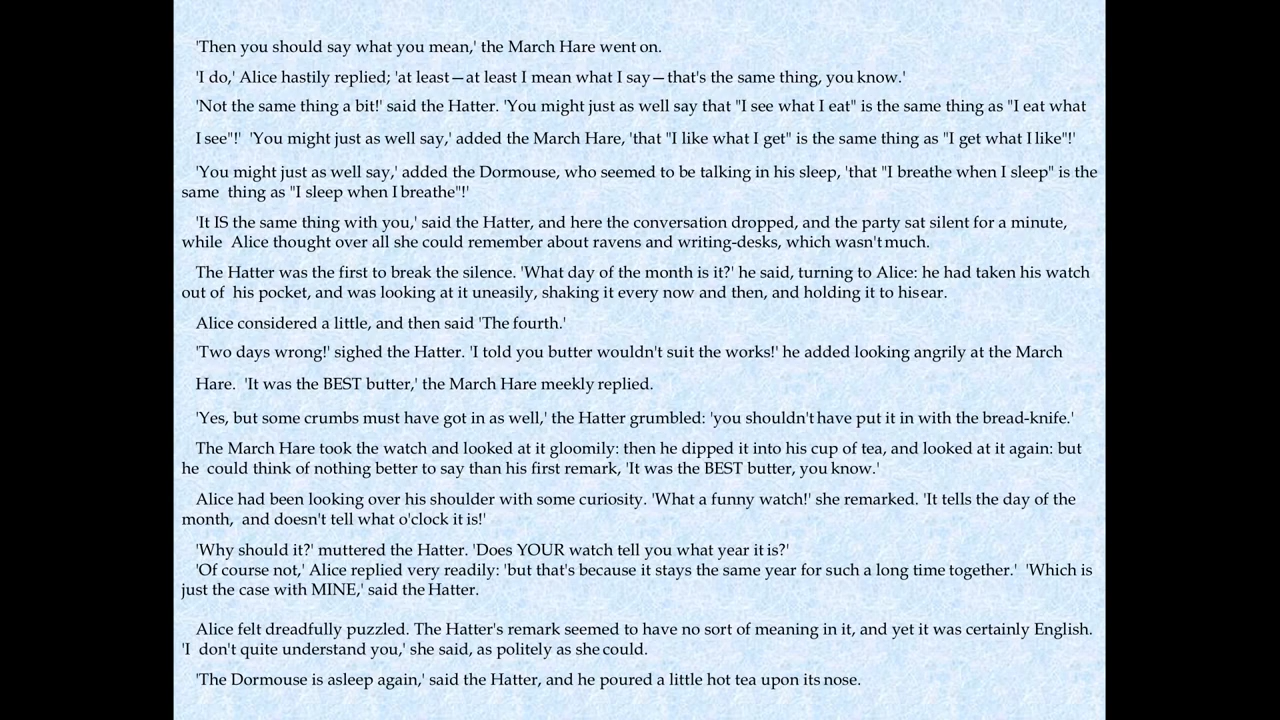 'Then you should say what you mean,' the March Hare went on.
'I do,' Alice hastily replied; 'at least—at least I mean what I say—that's the same thing, you know.'
'Not the same thing a bit!' said the Hatter. 'You might just as well say that "I see what I eat" is the same thing as "I eat what
I see"!' 'You might just as well say,' added the March Hare, 'that "I like what I get" is the same thing as "I get what I like"!'
'You might just as well say,' added the Dormouse, who seemed to be talking in his sleep, 'that "I breathe when I sleep" is the
same thing as "I sleep when I breathe"!'
'It IS the same thing with you,' said the Hatter, and here the conversation dropped, and the party sat silent for a minute,
while Alice thought over all she could remember about ravens and writing-desks, which wasn't much.
The Hatter was the first to break the silence. 'What day of the month is it?' he said, turning to Alice: he had taken his watch
out of his pocket, and was looking at it uneasily, shaking it every now and then, and holding it to his ear.
Alice considered a little, and then said 'The fourth.'
'Two days wrong!' sighed the Hatter. 'I told you butter wouldn't suit the works!' he added looking angrily at the March
Hare. 'It was the BEST butter,' the March Hare meekly replied.
'Yes, but some crumbs must have got in as well,' the Hatter grumbled: 'you shouldn't have put it in with the bread-knife.'
The March Hare took the watch and looked at it gloomily: then he dipped it into his cup of tea, and looked at it again: but
he could think of nothing better to say than his first remark, 'It was the BEST butter, you know.'
Alice had been looking over his shoulder with some curiosity. 'What a funny watch!' she remarked. 'It tells the day of the
month, and doesn't tell what o'clock it is!'
'Why should it?' muttered the Hatter. 'Does YOUR watch tell you what year it is?'
'Of course not,' Alice replied very readily: 'but that's because it stays the same year for such a long time together.' 'Which is
just the case with MINE,' said the Hatter.
Alice felt dreadfully puzzled. The Hatter's remark seemed to have no sort of meaning in it, and yet it was certainly English.
'I don't quite understand you,' she said, as politely as she could.
'The Dormouse is asleep again,' said the Hatter, and he poured a little hot tea upon its nose.